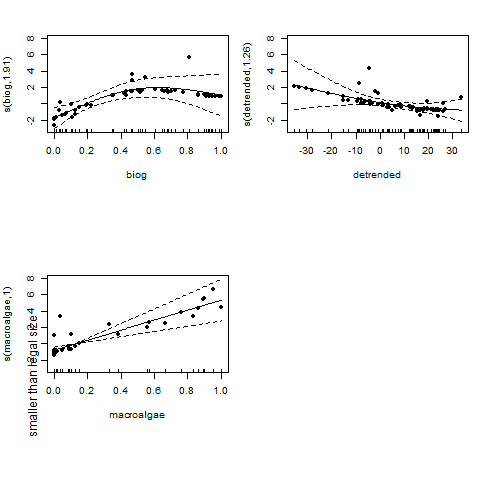 s(biog,1.91)
8
6
4
2
-2
0.0 0.2 0.4 0.6 0.8 1.0
biog
s(detrended,1.26)
8
6
4
2
-2
-30 -20 -10 0 10 20 30
detrended
smaller than legal size
s(macroalgae,1)
8
6
4
2
0.0 0.2 0.4 0.6 0.8 1.0
macroalgae